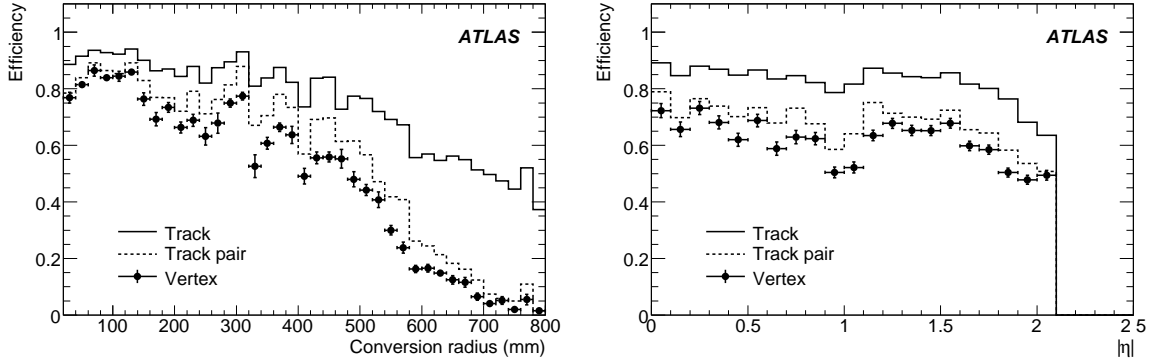 Efficiency
1
0.8
0.6
0.4
0.2
0
ATLAS
Track
Track pair
Vertex
100 200 300 400 500 600 700 800
Conversion radius (mm)
Efficiency
1
0.8
0.6
0.4
0.2
0
ATLAS
Track
Track pair
Vertex
0 0.5 1 1.5 2 2 5
|η|